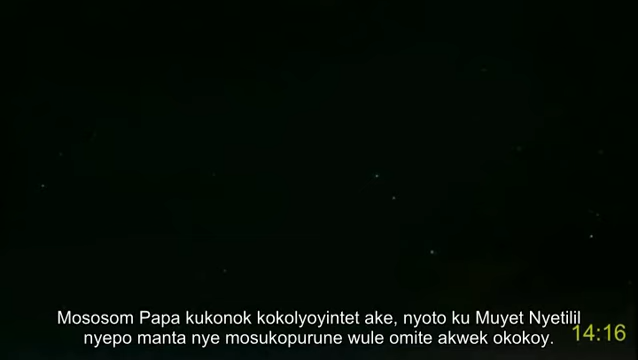 Mososom Papa kukonok kokolyoyintet ake, nyoto ku Muyet Nyetilil
nyepo manta nye mosukopurune wule omite akwek okokoy.
14:16